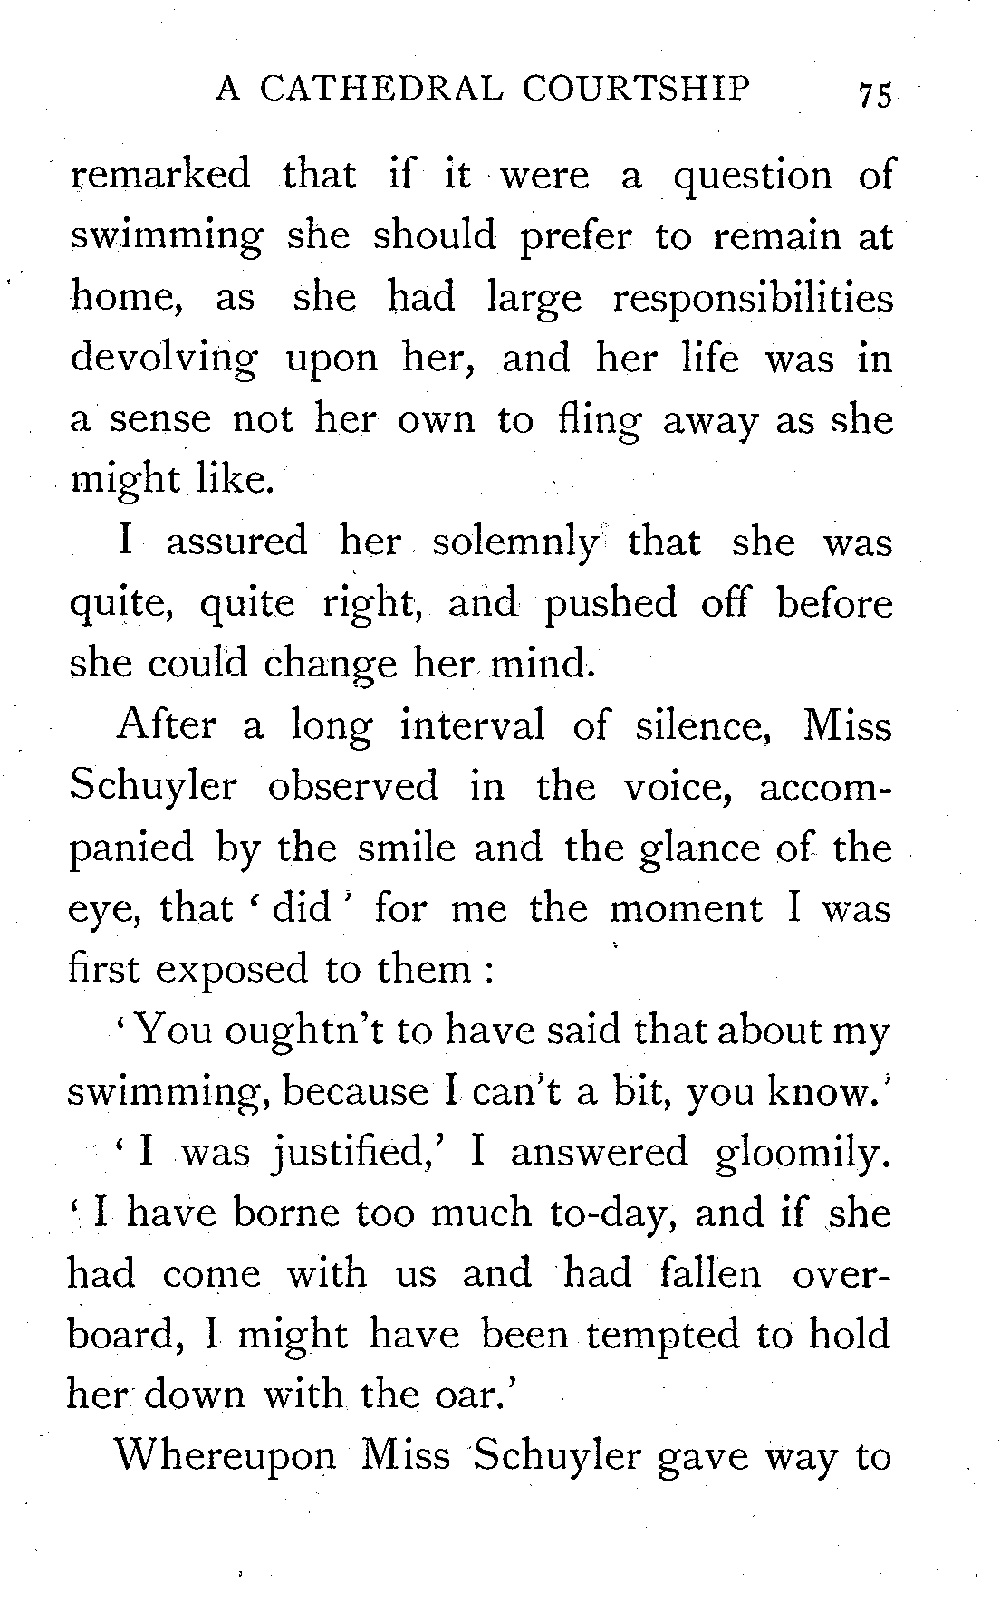 A CATHEDRAL COURTSHIP 75
remarked that if it were a question of
swimming she should prefer to remain at
home, as she had large responsibilities
devolving upon her, and her life was in
a sense not her own to fling away as she
might like.
I assured her solemnly that she was
quite, quite right, and pushed off before
she could change her mind.
After a long interval of silence, Miss
Schuyler observed in the voice, accom-
panied by the smile and the glance of the
eye, that ‘ did ’ for me the moment I was
first exposed to them :
‘ You oughtn’t to have said that about my
swimming, because I can’t a bit, you know.’
‘ I was justified,’ I answered gloomily.
‘ I have borne too much to-day, and if she
had come with us and had fallen over-
board, I might have been tempted to hold
her down with the oar.’
Whereupon Miss Schuyler gave way to